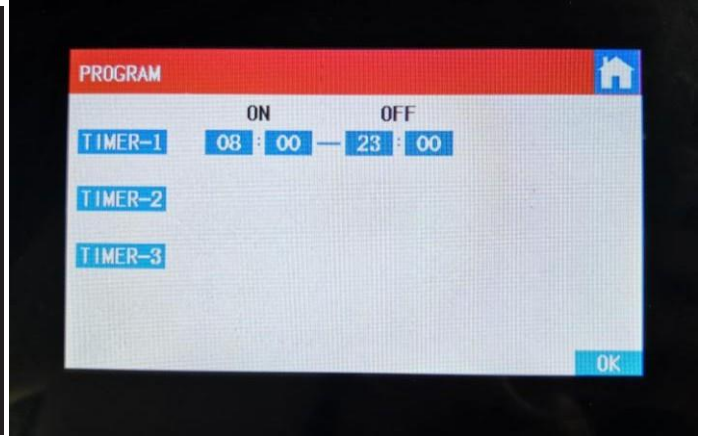 PROGRAM
ON OFF
TIMER-1 08 : 00 — 23 : 00
TIMER-2
TIMER-3
OK